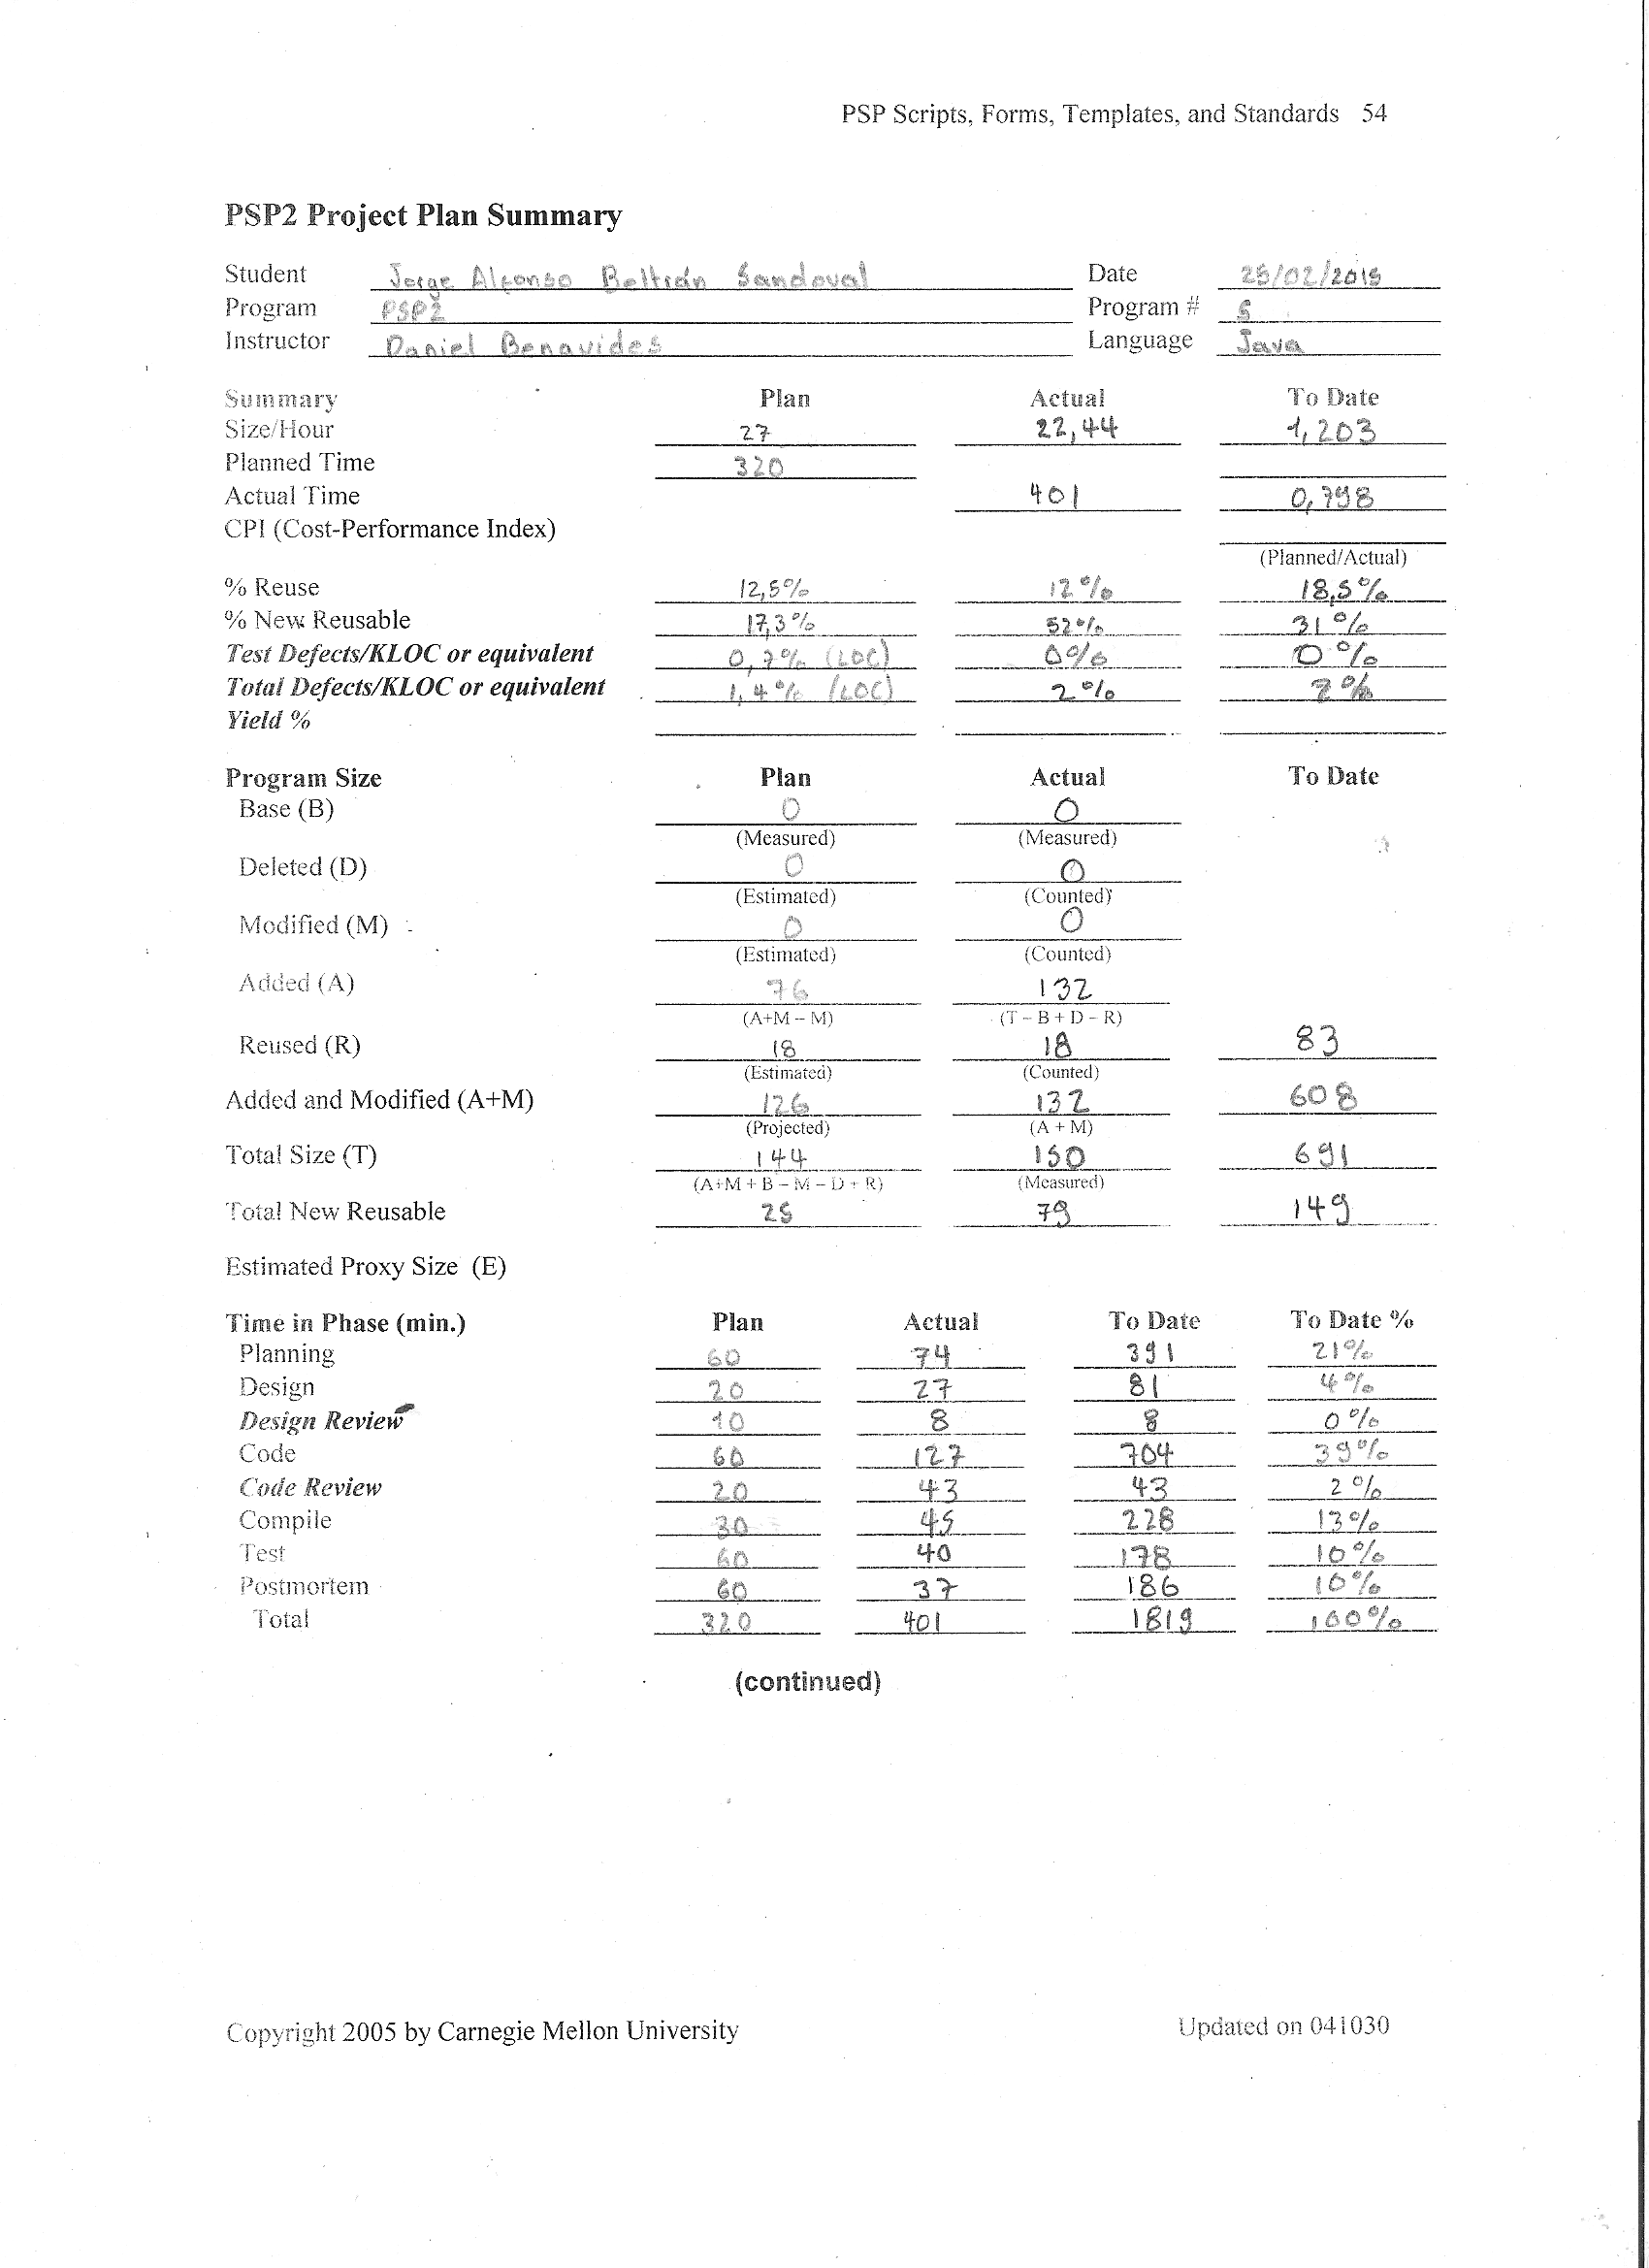 PSP Scripts, Forms, Templates, and Standards 54
PSP2 Project Plan Summary
Student Jorge Alfonso Beltrán Sandoval Date 25/02/2015
Program PSP2 Program # 5
Instructor Daniel Benavides Language Java
Summary Plan Actual To Date
Size/Hour 27 22,44 1,203
Planned Time 320
Actual Time 401 0,798
CPI (Cost-Performance Index)
(Planned/Actual)
% Reuse 12,5% 12% 18,5%
% New Reusable 17,3% 52% 31%
Test Defects/KLOC or equivalent 0,7% (LOC) 0% 0%
Total Defects/KLOC or equivalent 1,4% (LOC) 2% 2%
Yield %
Program Size Plan Actual To Date
Base (B) 0 0
(Measured) (Measured)
Deleted (D) 0 0
(Estimated) (Counted)
Modified (M) 0 0
(Estimated) (Counted)
Added (A) 76 132
(A+M – M) (T – B + D – R)
Reused (R) 18 18 83
(Estimated) (Counted)
Added and Modified (A+M) 126 132 608
(Projected) (A + M)
Total Size (T) 144 150 691
(A+M + B – M – D + R) (Measured)
Total New Reusable 25 79 149
Estimated Proxy Size (E)
Time in Phase (min.) Plan Actual To Date To Date %
Planning 60 74 391 21%
Design 20 27 81 4%
Design Review 10 8 8 0%
Code 60 127 704 39%
Code Review 20 43 43 2%
Compile 30 45 228 13%
Test 60 40 178 10%
Postmortem 60 37 186 10%
Total 320 401 1819 100%
(continued)
Copyright 2005 by Carnegie Mellon University Updated on 041030